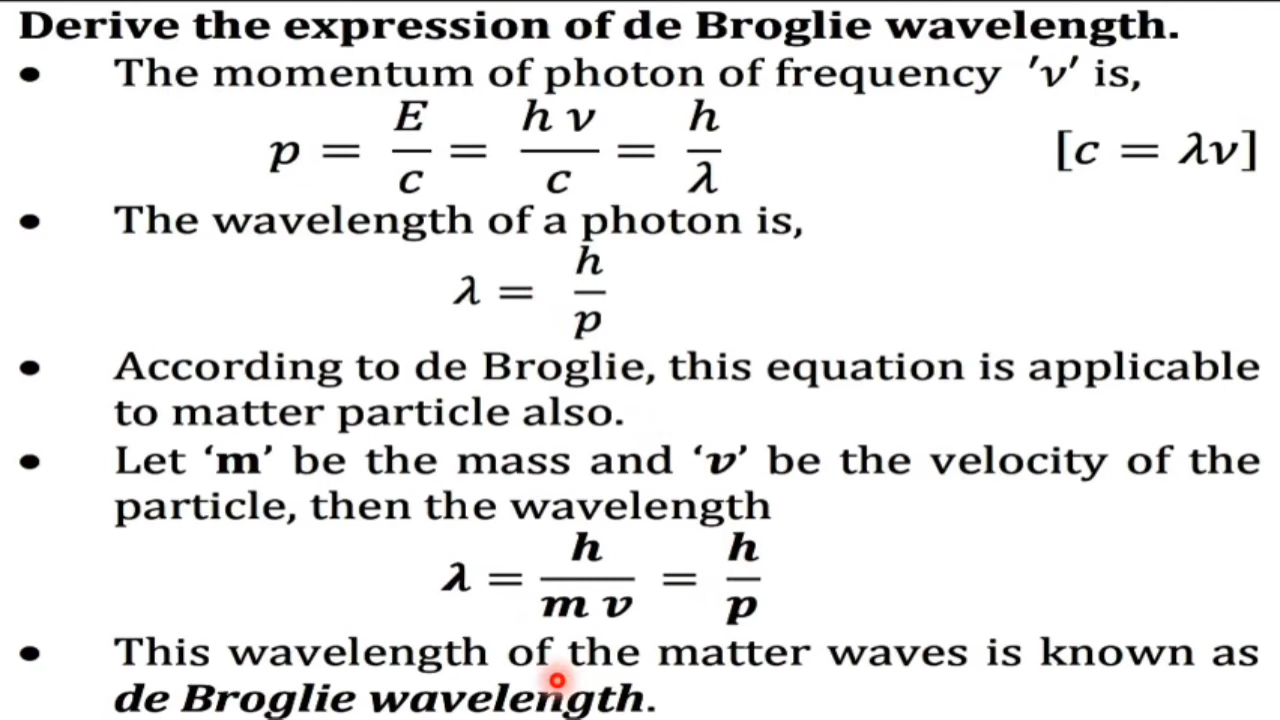 Derive the expression of de Broglie wavelength.
• The momentum of photon of frequency 'ν' is,
p = E/c = h ν/c = h/λ [c = λν]
• The wavelength of a photon is,
λ = h/p
• According to de Broglie, this equation is applicable
to matter particle also.
• Let ‘m’ be the mass and ‘v’ be the velocity of the
particle, then the wavelength
λ = h/m v = h/p
• This wavelength of the matter waves is known as
de Broglie wavelength.